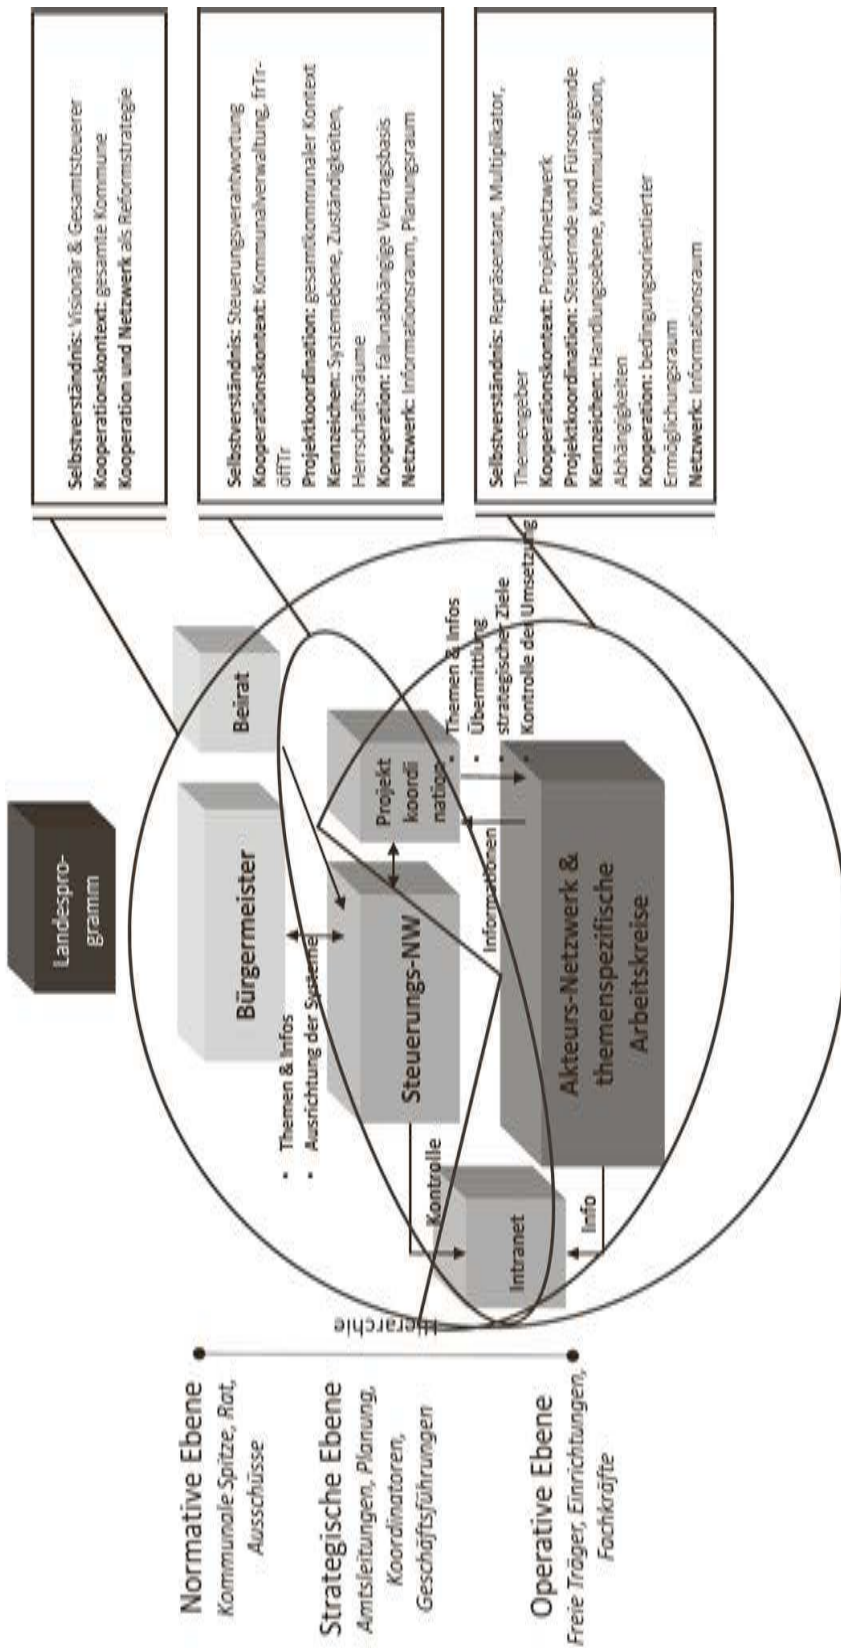 Landespro-
gramm
Normative Ebene
Kommunale Spitze, Rat,
Ausschüsse
Strategische Ebene
Amtsleitungen, Planung,
Koordinatoren,
Geschäftsführungen
Operative Ebene
Freie Träger, Einrichtungen,
Fachkräfte
Hierarchie
Bürgermeister
Beirat
• Themen & Infos
• Ausrichtung der Systeme
Steuerungs-NW
Projekt
koordi
nation
Kontrolle
Intranet
Info
Informationen
• Themen & Infos
• Übermittlung
• strategischer Ziele
• Kontrolle der Umsetzung
Akteurs-Netzwerk &
themenspezifische
Arbeitskreise
Selbstverständnis: Visionär & Gesamtsteuerer
Kooperationskontext: gesamte Kommune
Kooperation und Netzwerk als Reformstrategie
Selbstverständnis: Steuerungsverantwortung
Kooperationskontext: Kommunalverwaltung, frTr-
öffTr
Projektkoordination: gesamtkommunaler Kontext
Kennzeichen: Systemebene, Zuständigkeiten,
Herrschaftsräume
Kooperation: fallunabhängige Vertragsbasis
Netzwerk: Informationsraum, Planungsraum
Selbstverständnis: Repräsentant, Multiplikator,
Themengeber
Kooperationskontext: Projektnetzwerk
Projektkoordination: Steuernde und Fürsorgende
Kennzeichen: Handlungsebene, Kommunikation,
Abhängigkeiten
Kooperation: bedingungsorientierter
Ermöglichungsraum
Netzwerk: Informationsraum